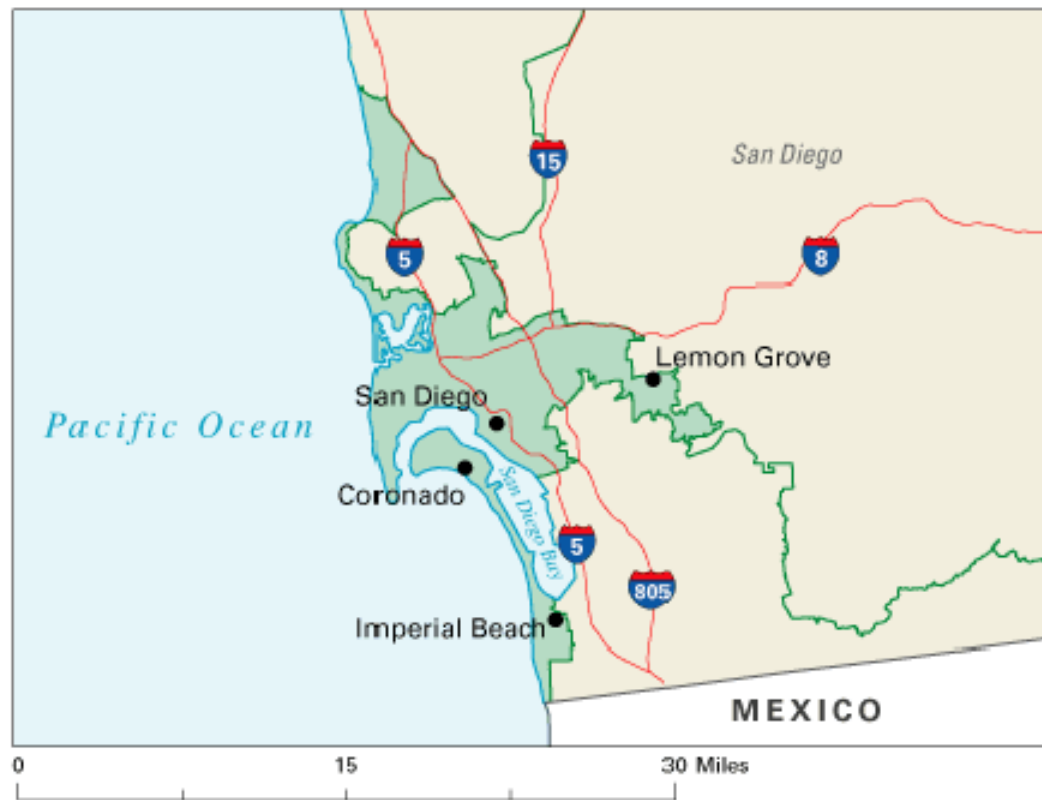 15
San Diego
5
8
Lemon Grove
San Diego
Pacific Ocean
Coronado
San Diego Bay
5
805
Imperial Beach
MEXICO
0 15 30 Miles